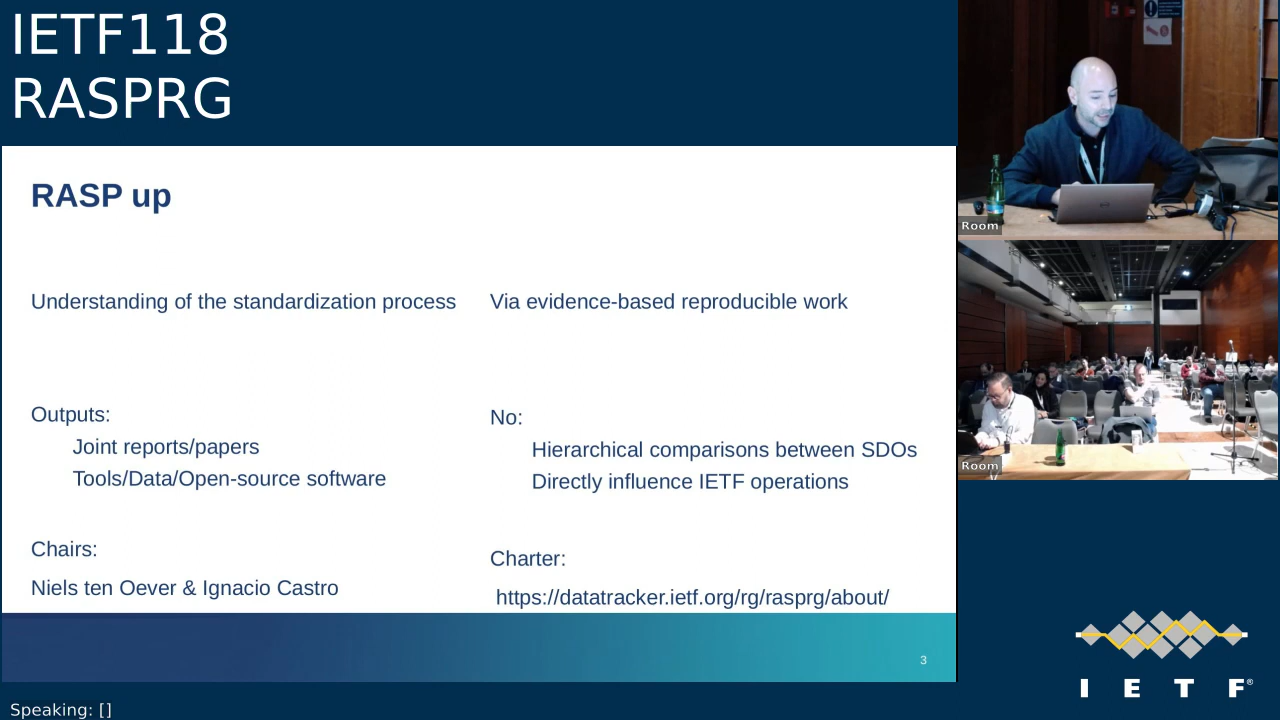 IETF118
RASPRG
RASP up
Understanding of the standardization process
Via evidence-based reproducible work
Outputs:
Joint reports/papers
Tools/Data/Open-source software
No:
Hierarchical comparisons between SDOs
Directly influence IETF operations
Chairs:
Niels ten Oever & Ignacio Castro
Charter:
https://datatracker.ietf.org/rg/rasprg/about/
3
Room
Room
I E T F®
Speaking: []